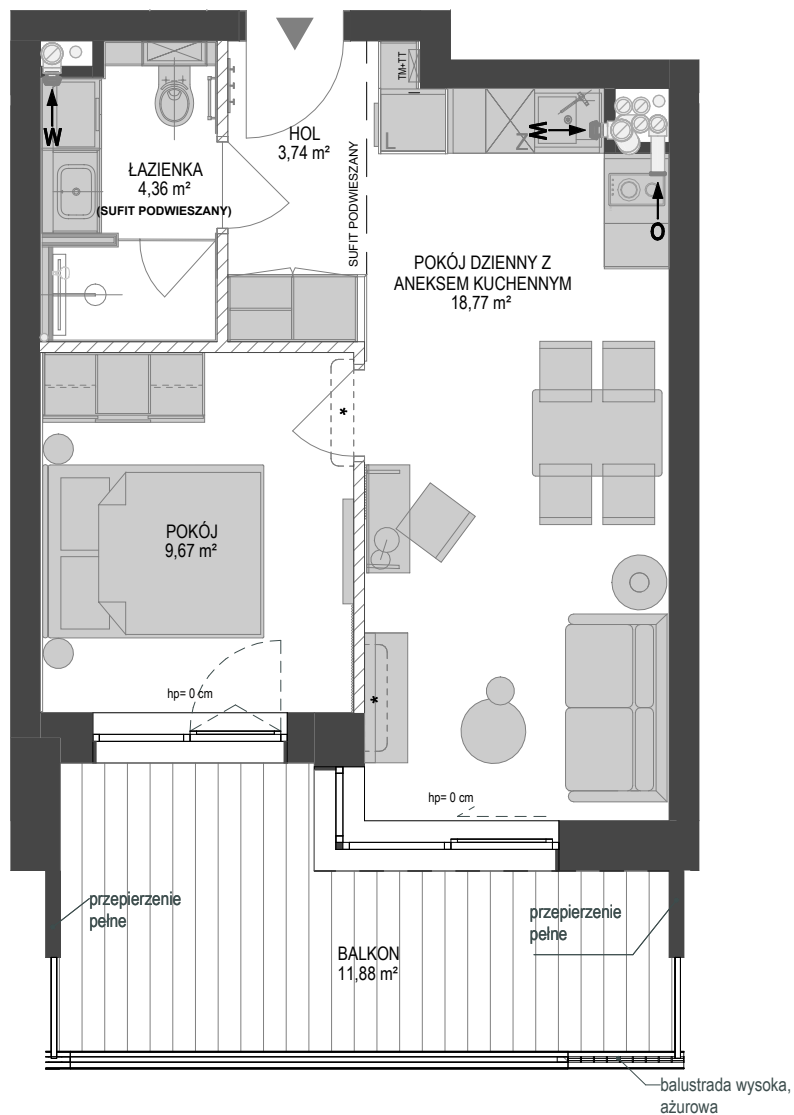 TM+TT
W
HOL
3,74 m²
W
Z
ŁAZIENKA
4,36 m²
(SUFIT PODWIESZANY)
SUFIT PODWIESZANY
O
POKÓJ DZIENNY Z
ANEKSEM KUCHENNYM
18,77 m²
L
*
POKÓJ
9,67 m²
hp= 0 cm
*
hp= 0 cm
przepierzenie
pełne
przepierzenie
pełne
BALKON
11,88 m²
balustrada wysoka,
ażurowa